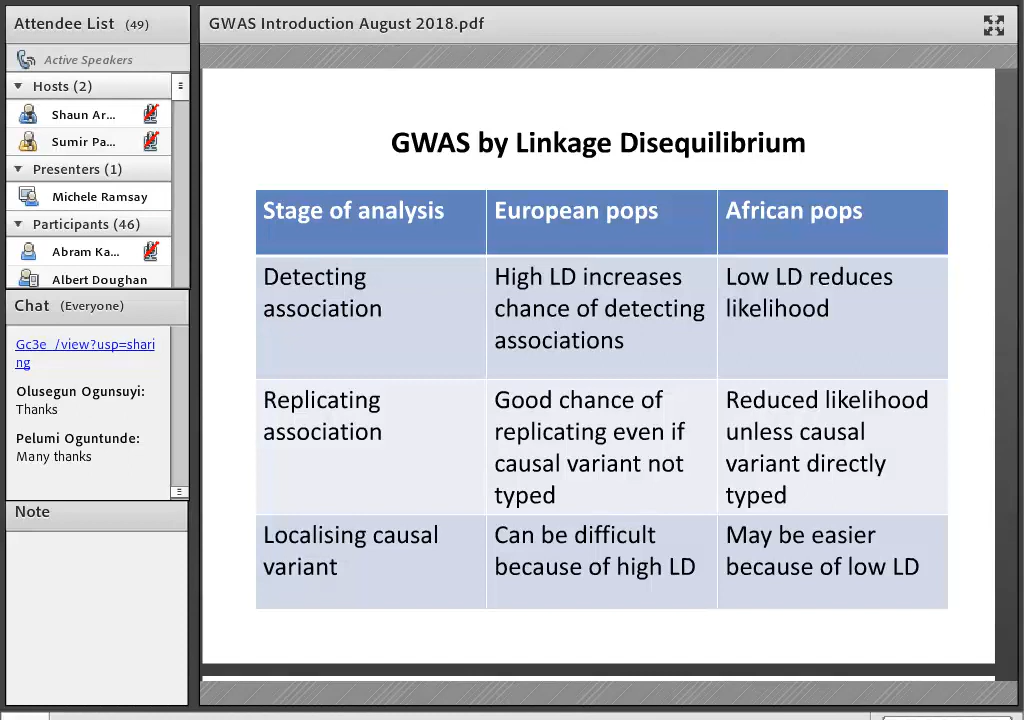 Attendee List (49)
Active Speakers
Hosts (2)
Shaun Ar...
Sumir Pa...
Presenters (1)
Michele Ramsay
Participants (46)
Abram Ka...
Albert Doughan
Chat (Everyone)
Gc3e_/view?usp=shari
ng
Olusegun Ogunsuyi:
Thanks
Pelumi Oguntunde:
Many thanks
Note
GWAS Introduction August 2018.pdf
GWAS by Linkage Disequilibrium
Stage of analysis
European pops
African pops
Detecting
association
High LD increases
chance of detecting
associations
Low LD reduces
likelihood
Replicating
association
Good chance of
replicating even if
causal variant not
typed
Reduced likelihood
unless causal
variant directly
typed
Localising causal
variant
Can be difficult
because of high LD
May be easier
because of low LD